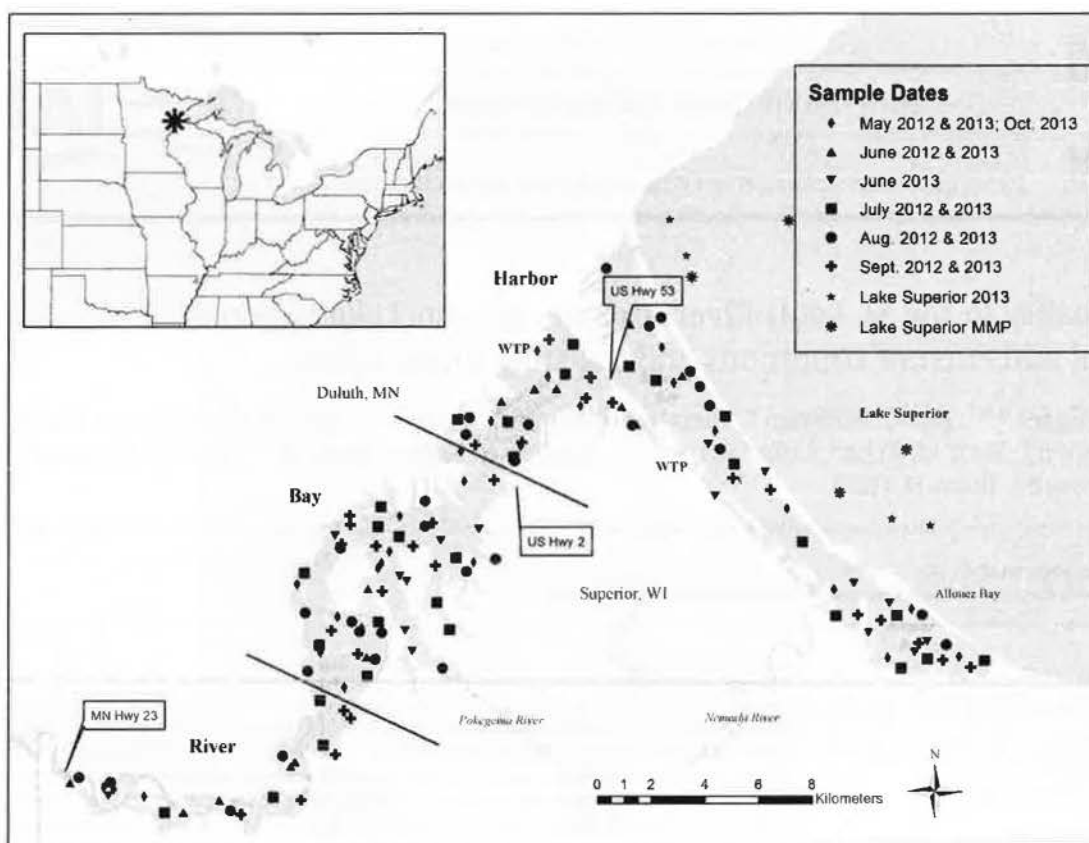 Sample Dates
May 2012 & 2013; Oct. 2013
June 2012 & 2013
June 2013
July 2012 & 2013
Aug. 2012 & 2013
Sept. 2012 & 2013
Lake Superior 2013
Lake Superior MMP
Harbor
US Hwy 53
WTP
Duluth, MN
Lake Superior
WTP
Bay
US Hwy 2
Superior, WI
Allouez Bay
MN Hwy 23
Pokegema River
Nemadji River
River
N
0 1 2 4 6 8
Kilometers